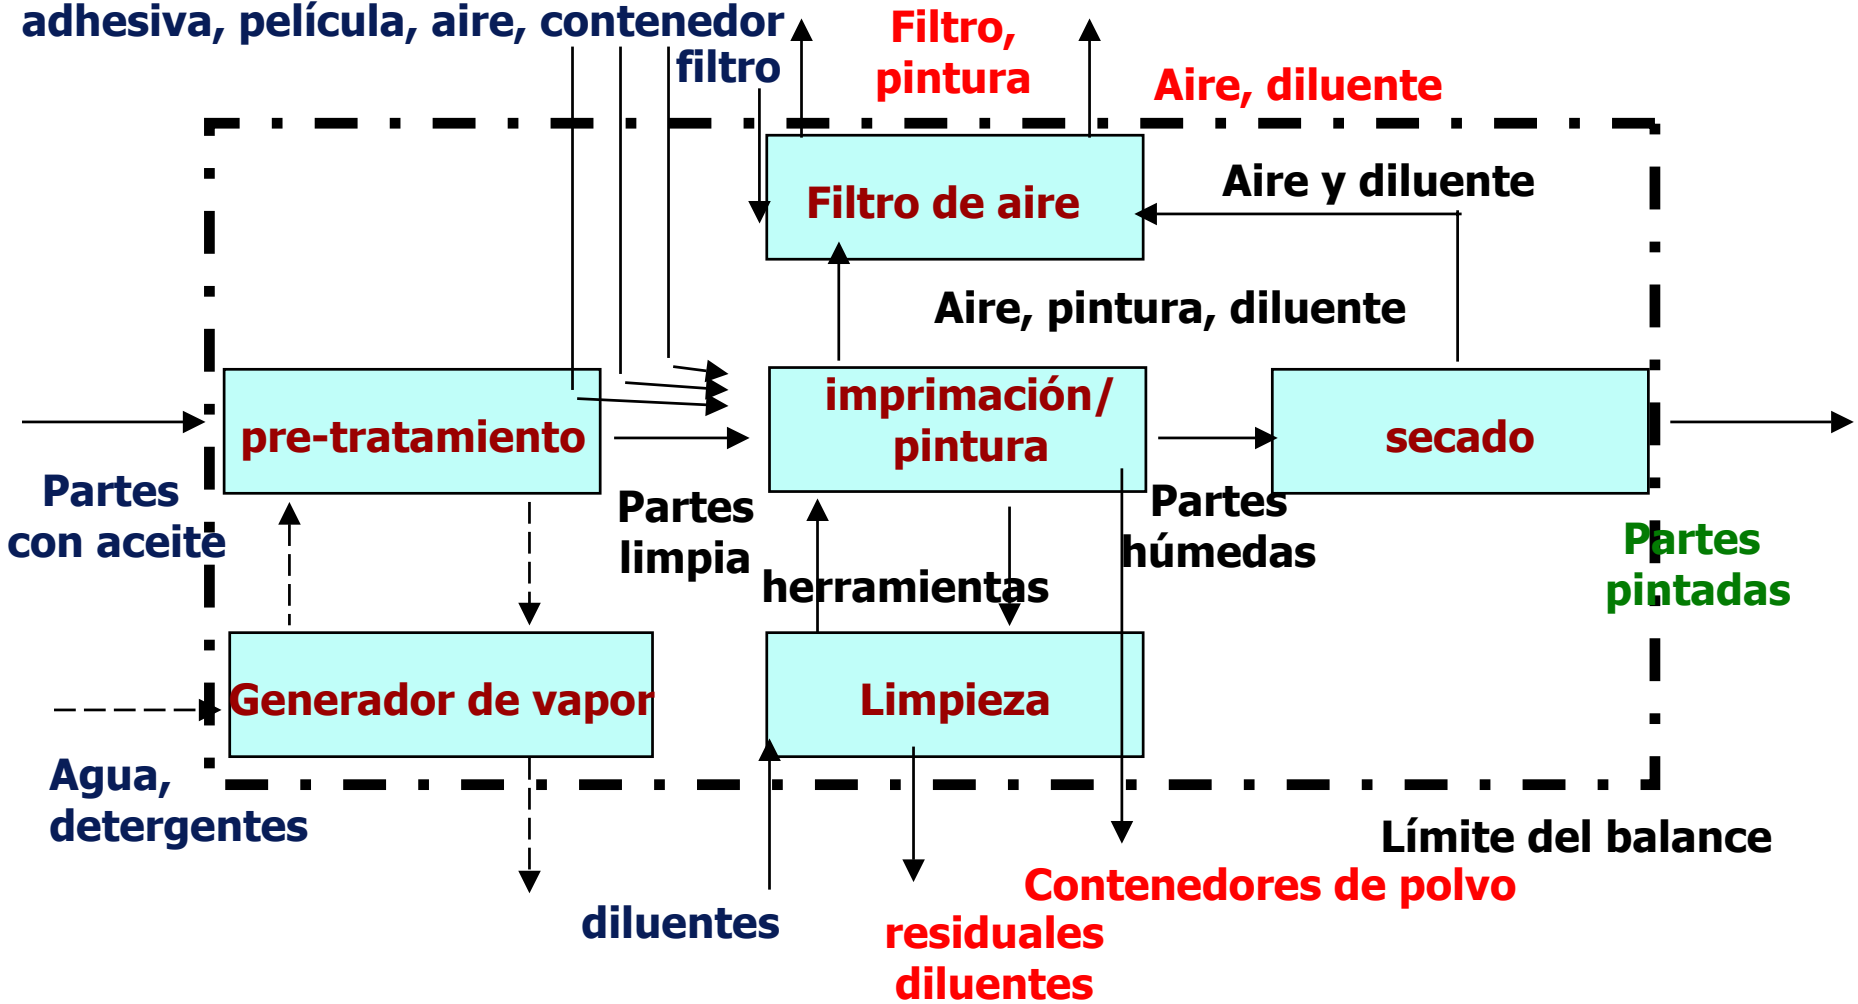 adhesiva, película, aire, contenedor
filtro
Filtro,
pintura
Aire, diluente
Filtro de aire
Aire y diluente
Aire, pintura, diluente
pre-tratamiento
imprimación/
pintura
secado
Partes
con aceite
Partes
limpia
Partes
húmedas
Partes
pintadas
herramientas
Generador de vapor
Limpieza
Agua,
detergentes
Límite del balance
diluentes
Contenedores de polvo
residuales
diluentes